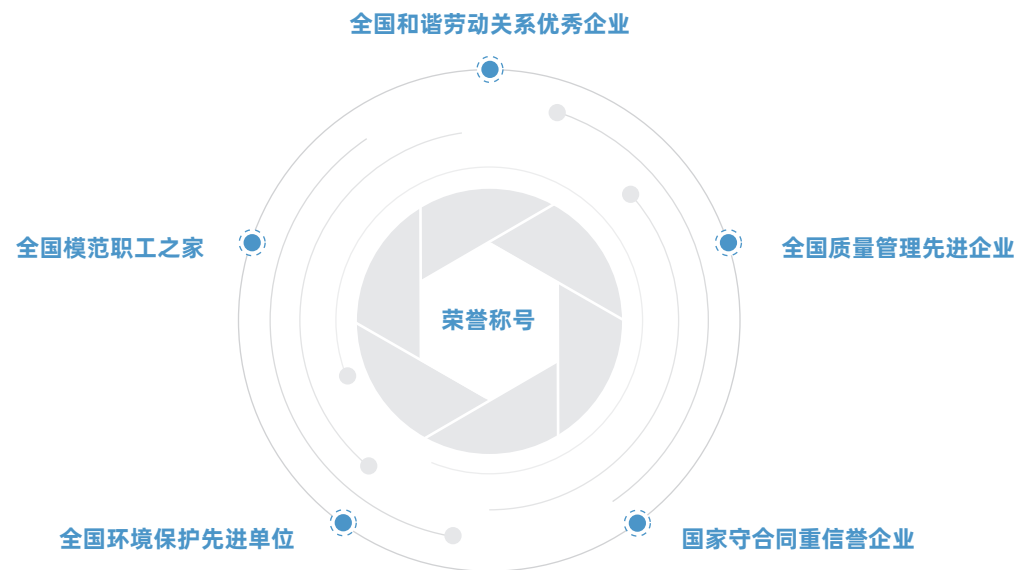 全国和谐劳动关系优秀企业
全国模范职工之家
全国质量管理先进企业
荣誉称号
全国环境保护先进单位
国家守合同重信誉企业